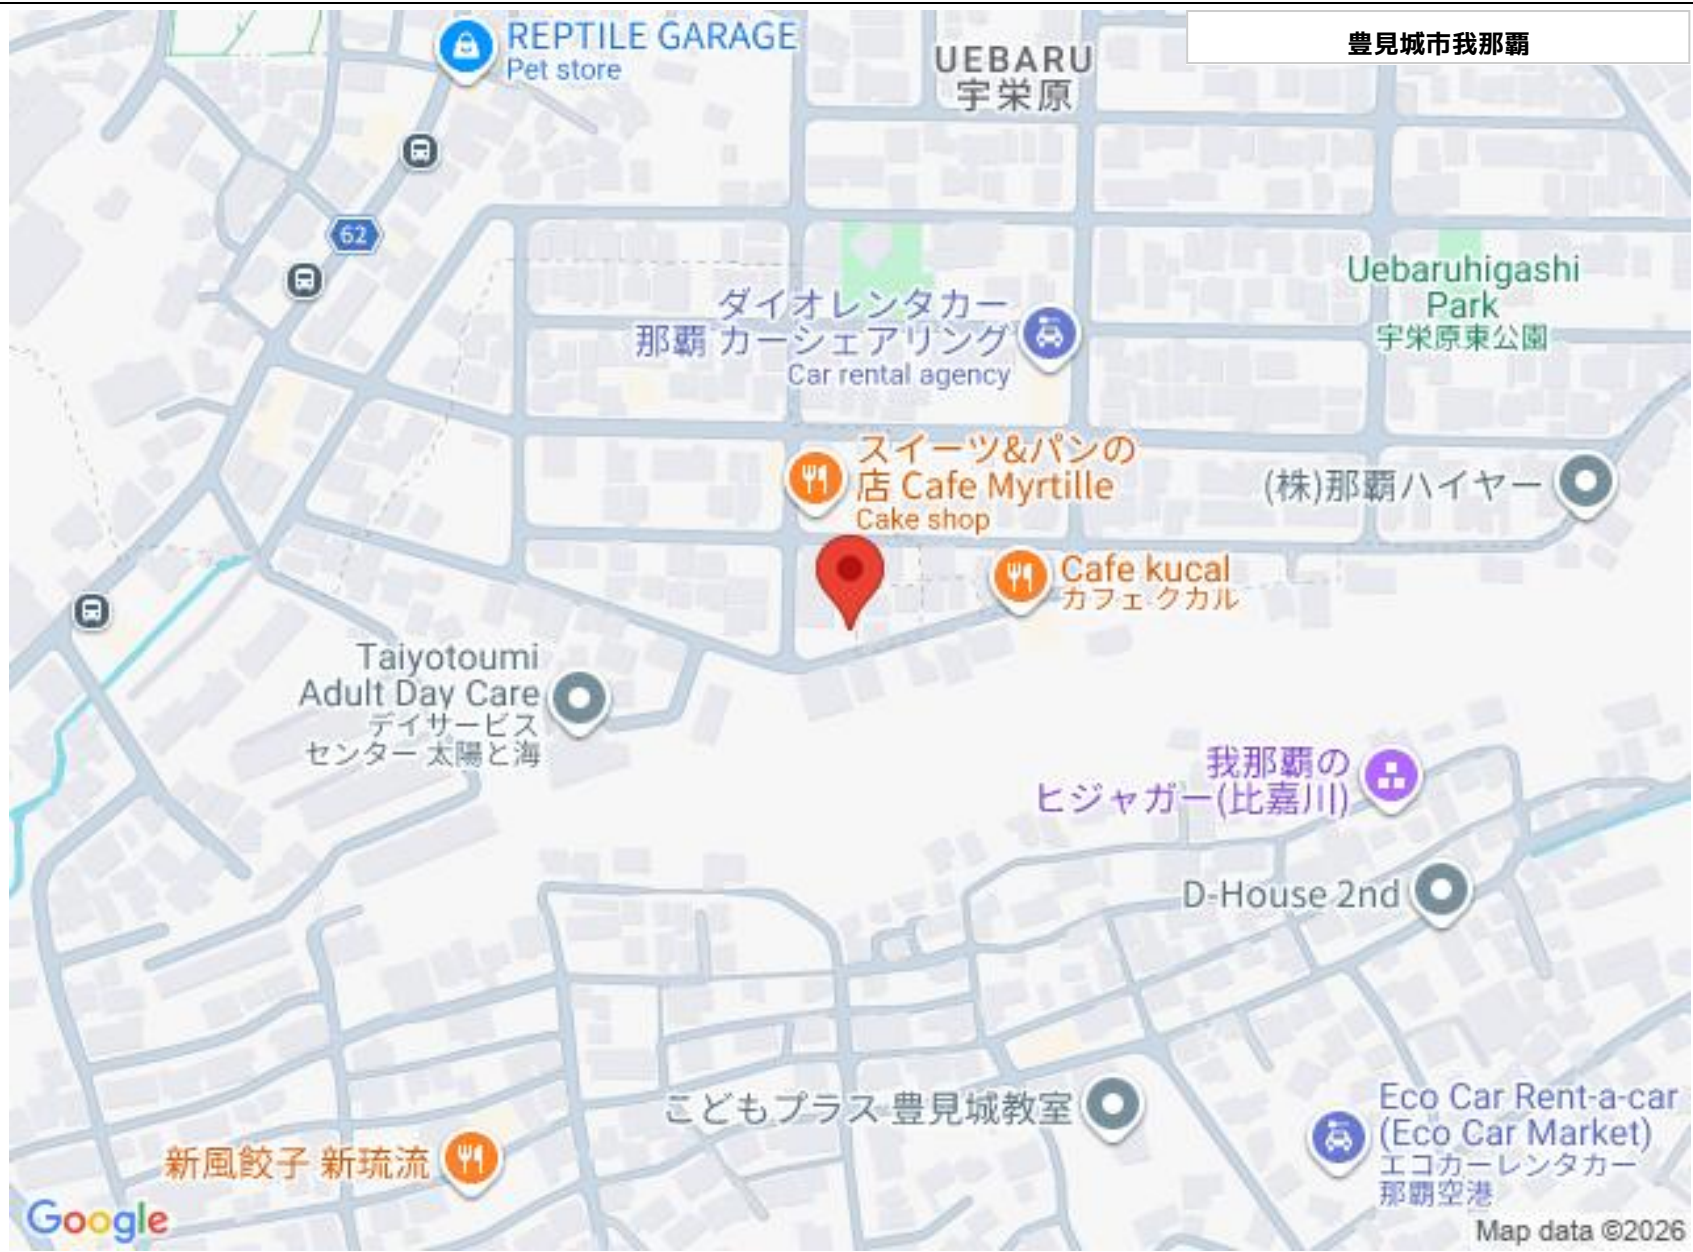 豊見城市我那覇
REPTILE GARAGE
Pet store
UEBARU
宇栄原
62
Uebaruhigashi
Park
宇栄原東公園
ダイオレンタカー
那覇 カーシェアリング
Car rental agency
スイーツ&パンの
店 Cafe Myrtille
Cake shop
(株)那覇ハイヤー
Cafe kucal
カフェ クカル
Taiyotoumi
Adult Day Care
デイサービス
センター 太陽と海
我那覇の
ヒジャガー(比嘉川)
D-House 2nd
こどもプラス 豊見城教室
Eco Car Rent-a-car
(Eco Car Market)
エコカーレンタカー
那覇空港
新風餃子 新琉流
Google
Map data ©2026